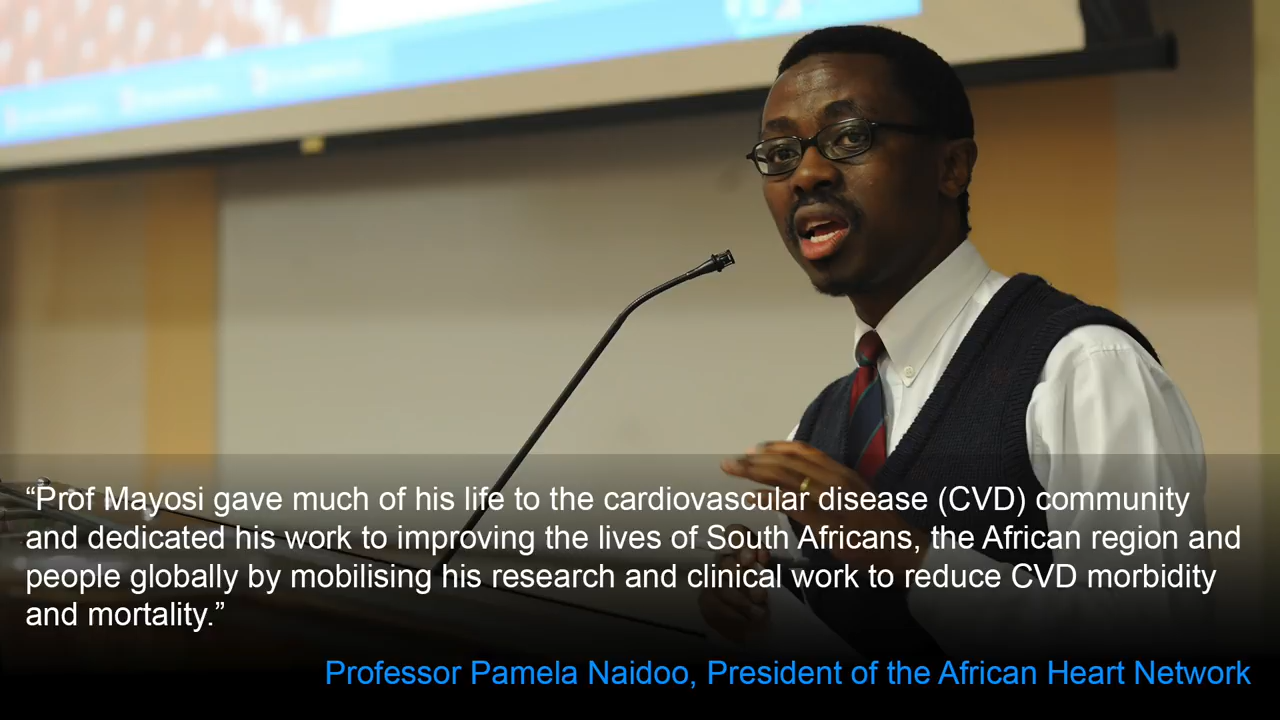 “Prof Mayosi gave much of his life to the cardiovascular disease (CVD) community
and dedicated his work to improving the lives of South Africans, the African region and
people globally by mobilising his research and clinical work to reduce CVD morbidity
and mortality.”
Professor Pamela Naidoo, President of the African Heart Network